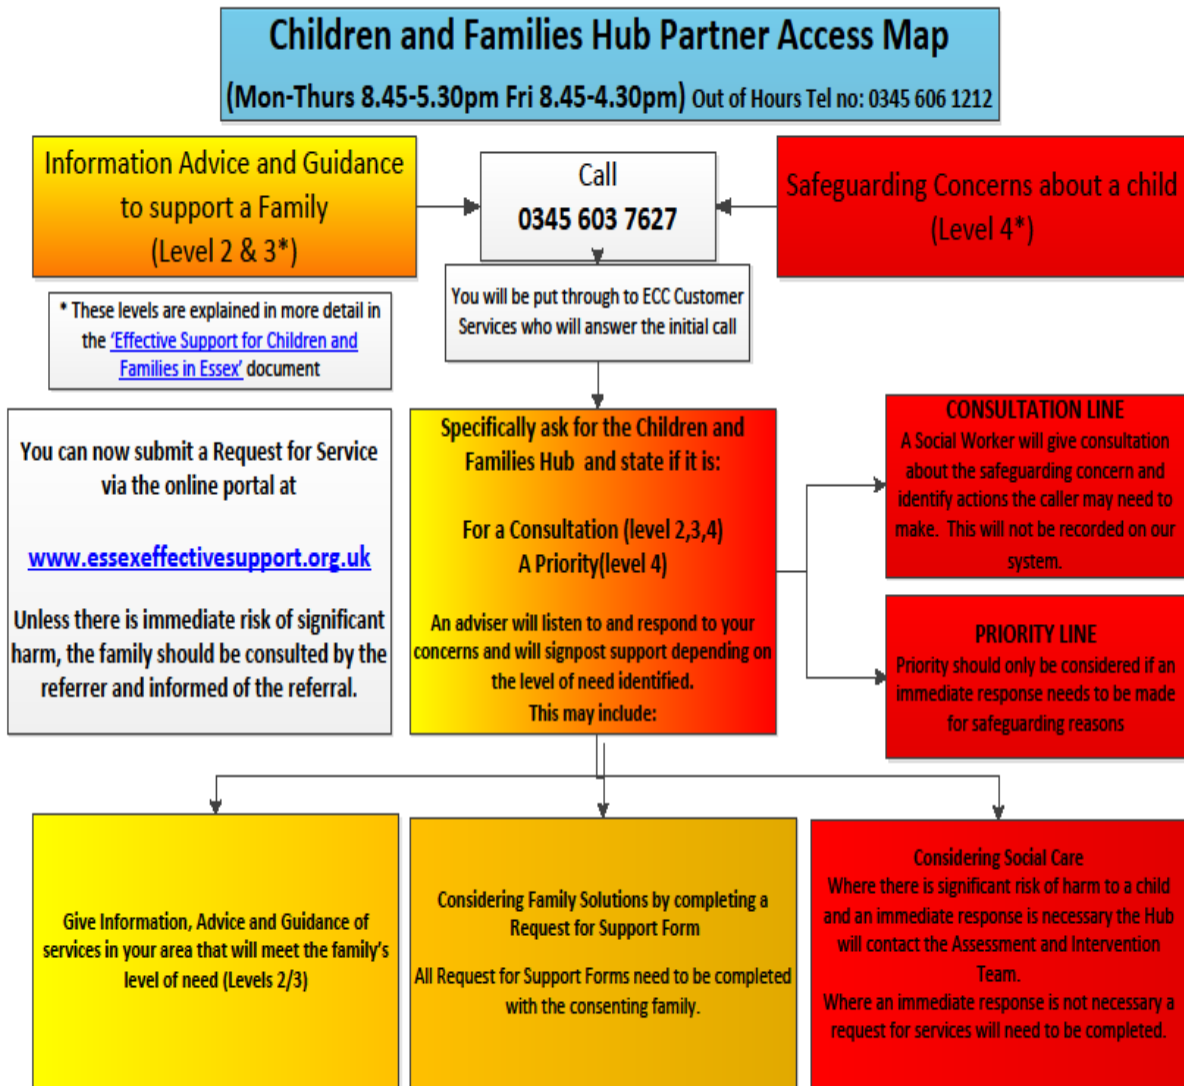 Children and Families Hub Partner Access Map
(Mon-Thurs 8.45-5.30pm Fri 8.45-4.30pm) Out of Hours Tel no: 0345 606 1212
Information Advice and Guidance
to support a Family
(Level 2 & 3*)
Call
0345 603 7627
Safeguarding Concerns about a child
(Level 4*)
* These levels are explained in more detail in
the 'Effective Support for Children and
Families in Essex' document
You will be put through to ECC Customer
Services who will answer the initial call
You can now submit a Request for Service
via the online portal at
www.essexeffectivesupport.org.uk
Unless there is immediate risk of significant
harm, the family should be consulted by the
referrer and informed of the referral.
Specifically ask for the Children and
Families Hub and state if it is:
For a Consultation (level 2,3,4)
A Priority(level 4)
An adviser will listen to and respond to your
concerns and will signpost support depending on
the level of need identified.
This may include:
CONSULTATION LINE
A Social Worker will give consultation
about the safeguarding concern and
identify actions the caller may need to
make. This will not be recorded on our
system.
PRIORITY LINE
Priority should only be considered if an
immediate response needs to be made
for safeguarding reasons
Give Information, Advice and Guidance of
services in your area that will meet the family's
level of need (Levels 2/3)
Considering Family Solutions by completing a
Request for Support Form
All Request for Support Forms need to be completed
with the consenting family.
Considering Social Care
Where there is significant risk of harm to a child
and an immediate response is necessary the Hub
will contact the Assessment and Intervention
Team.
Where an immediate response is not necessary a
request for services will need to be completed.